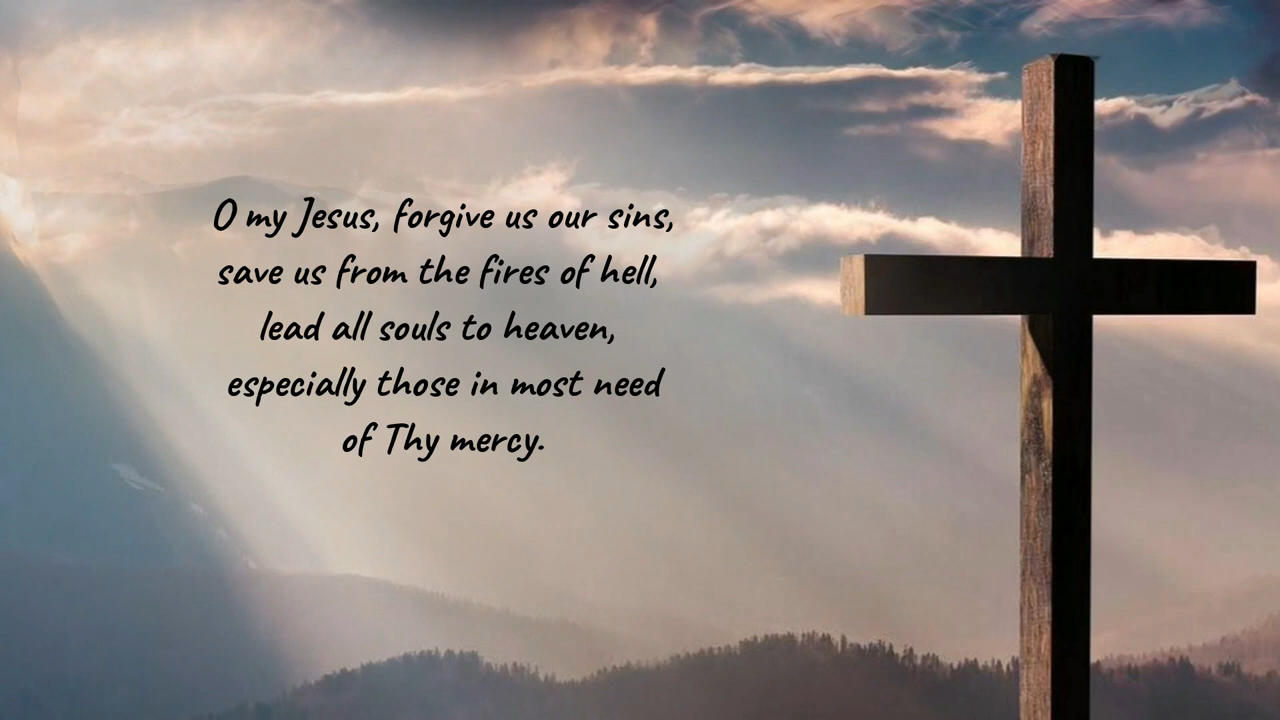 O my Jesus, forgive us our sins,
save us from the fires of hell,
lead all souls to heaven,
especially those in most need
of Thy mercy.